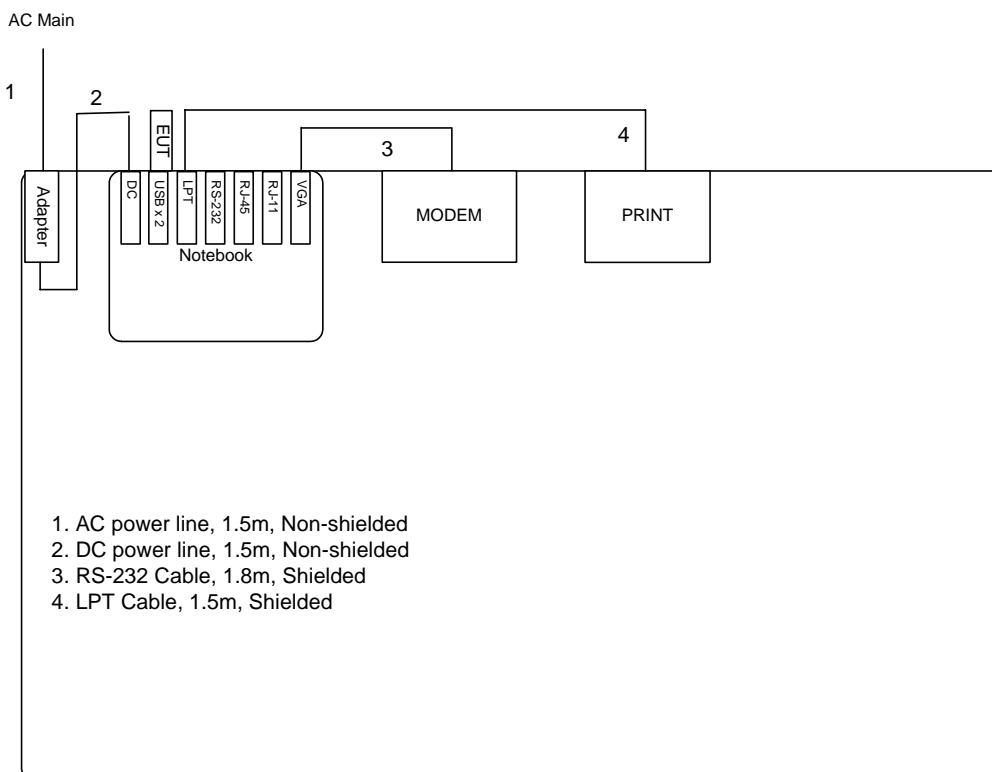 AC Main
1
2
EUT
3
4
Adapter
DC
USB x 2
LPT
RS-232
RJ-45
RJ-11
VGA
Notebook
MODEM
PRINT
1. AC power line, 1.5m, Non-shielded
2. DC power line, 1.5m, Non-shielded
3. RS-232 Cable, 1.8m, Shielded
4. LPT Cable, 1.5m, Shielded